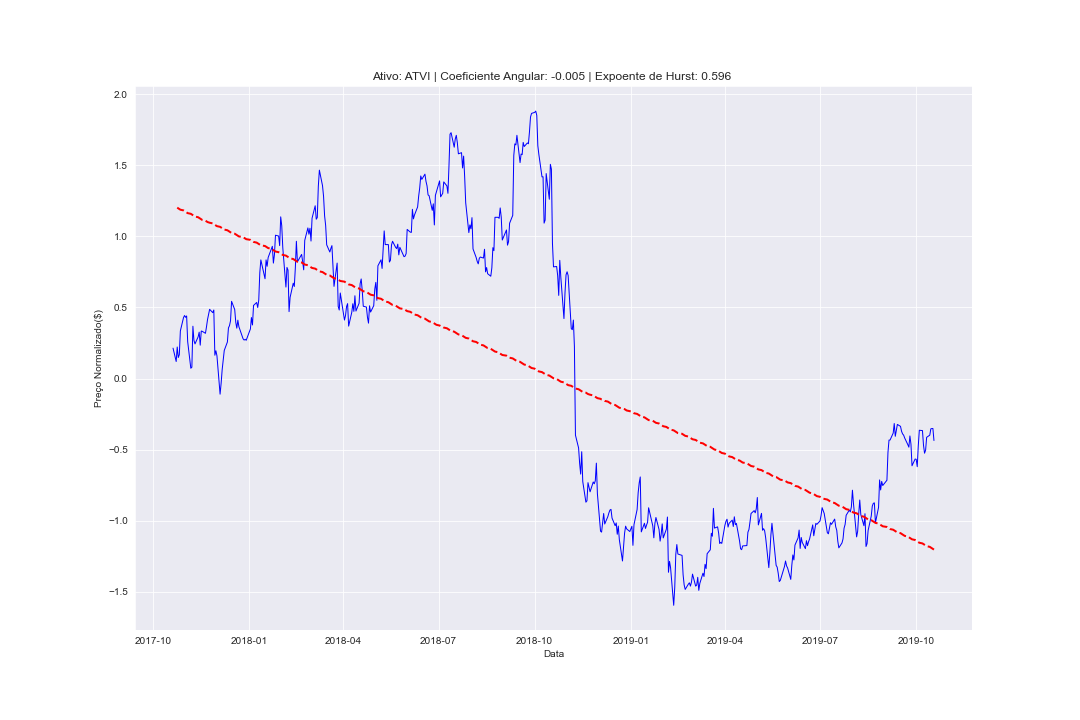 Ativo: ATVI | Coeficiente Angular: -0.005 | Expoente de Hurst: 0.596
2.0
1.5
1.0
0.5
0.0
−0.5
−1.0
−1.5
Preço Normalizado($)
2017-10 2018-01 2018-04 2018-07 2018-10 2019-01 2019-04 2019-07 2019-10
Data